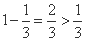 1 − 1/3 = 2/3 > 1/3